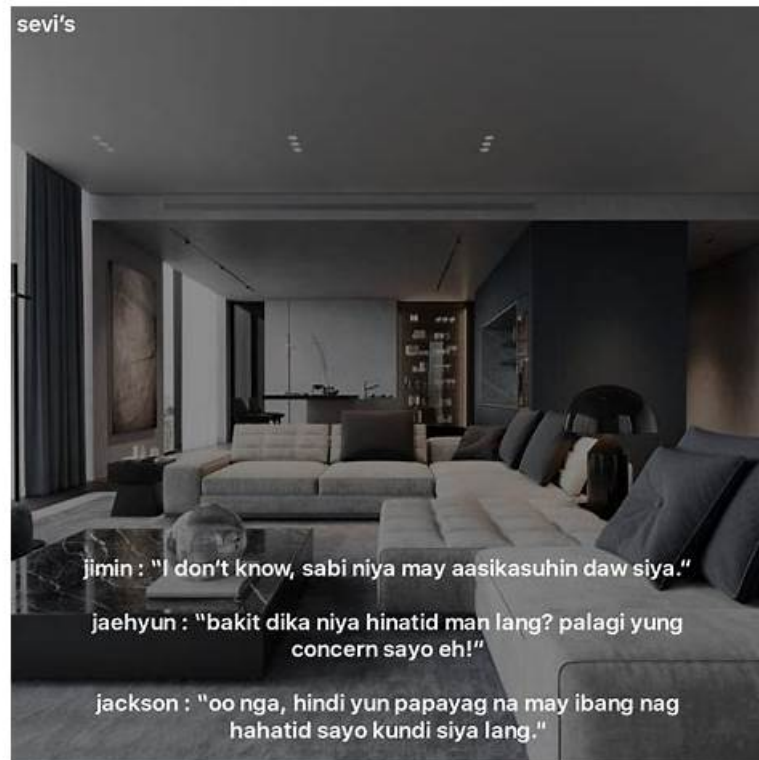 sevi’s
jimin : “I don’t know, sabi niya may aasikasuhin daw siya.“
jaehyun : “bakit dika niya hinatid man lang? palagi yung
concern sayo eh!”
jackson : “oo nga, hindi yun papayag na may ibang nag
hahatid sayo kundi siya lang."